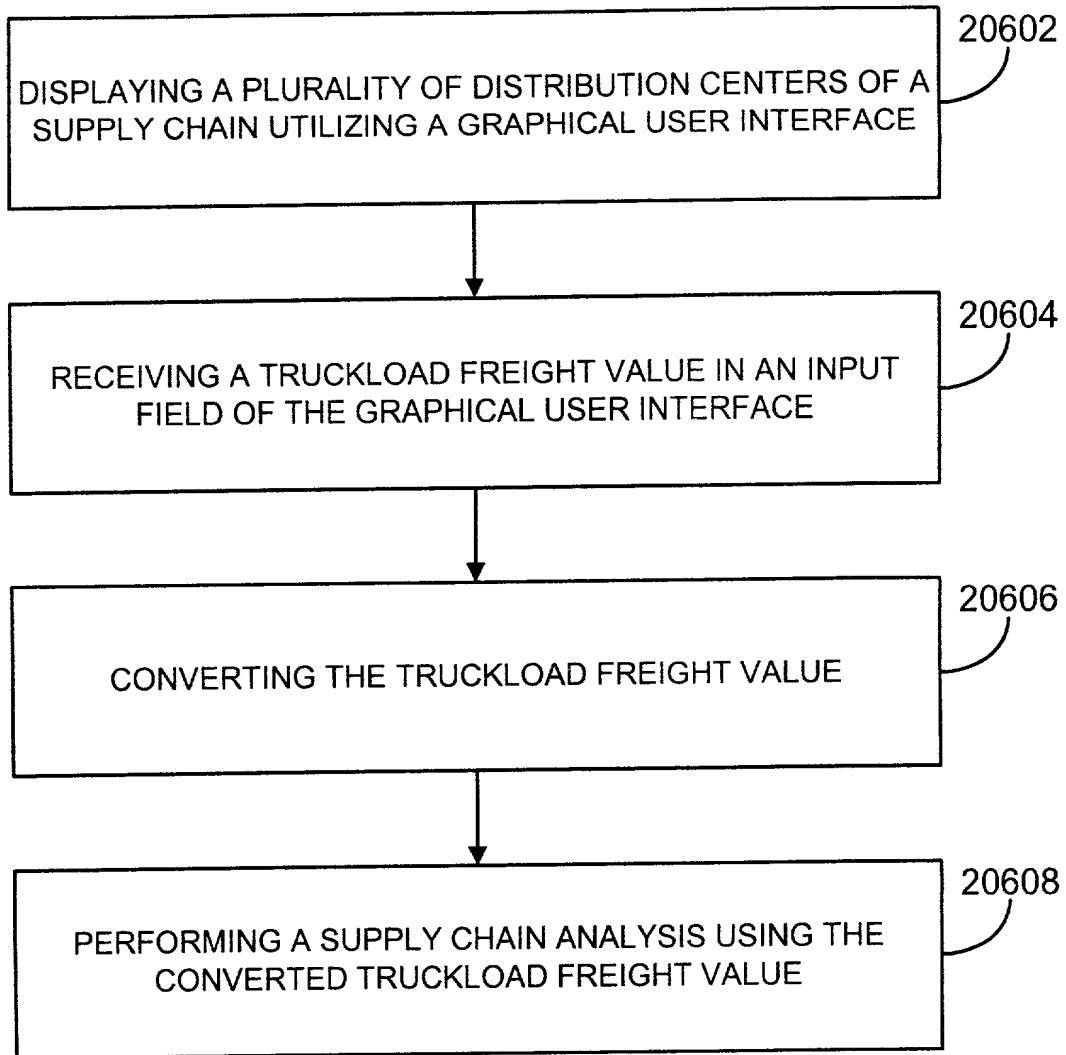 20602
DISPLAYING A PLURALITY OF DISTRIBUTION CENTERS OF A
SUPPLY CHAIN UTILIZING A GRAPHICAL USER INTERFACE
20604
RECEIVING A TRUCKLOAD FREIGHT VALUE IN AN INPUT
FIELD OF THE GRAPHICAL USER INTERFACE
20606
CONVERTING THE TRUCKLOAD FREIGHT VALUE
20608
PERFORMING A SUPPLY CHAIN ANALYSIS USING THE
CONVERTED TRUCKLOAD FREIGHT VALUE